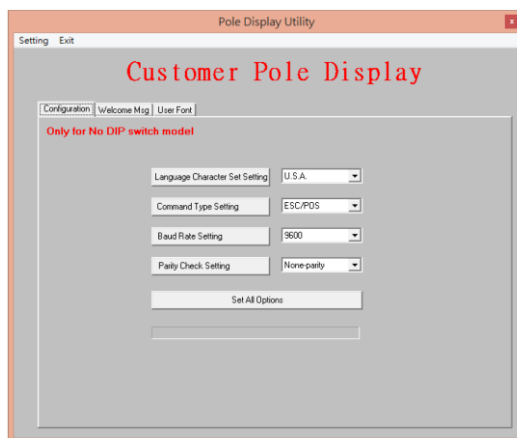 Pole Display Utility
x
Setting Exit
Customer Pole Display
Configuration Welcome Msg User Font
Only for No DIP switch model
Language Character Set Setting U.S.A.
Command Type Setting ESC/POS
Baud Rate Setting 9600
Parity Check Setting None-parity
Set All Options